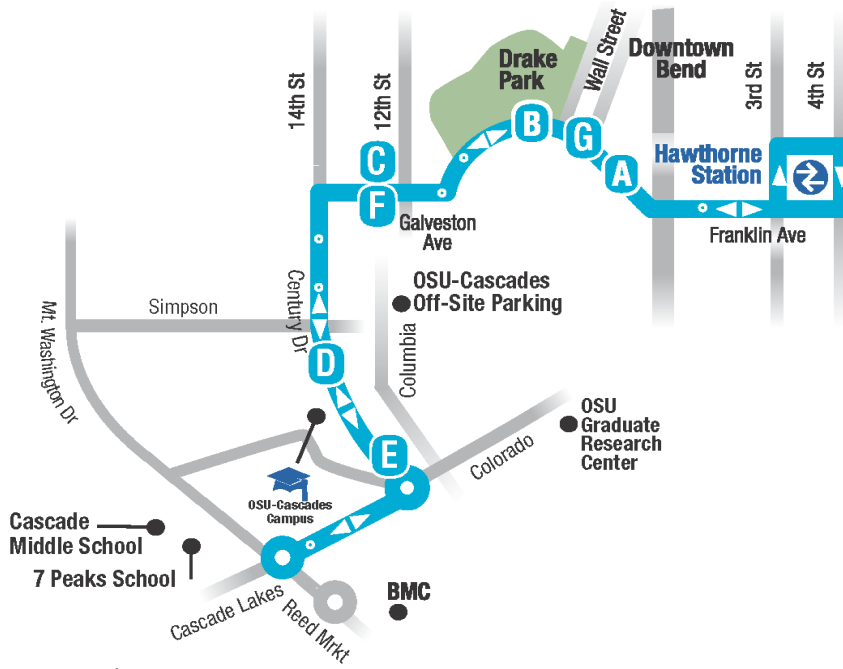 Drake
Park
Wall Street
Downtown
Bend
3rd St
4th St
14th St
12th St
B
G
A
C
F
Hawthorne
Station
Galveston
Ave
Franklin Ave
OSU-Cascades
Off-Site Parking
Simpson
Century Dr
Columbia
Mt. Washington Dr
D
E
OSU
Graduate
Research
Center
Colorado
OSU-Cascades
Campus
Cascade
Middle School
7 Peaks School
Cascade Lakes
Reed Mrkt
BMC